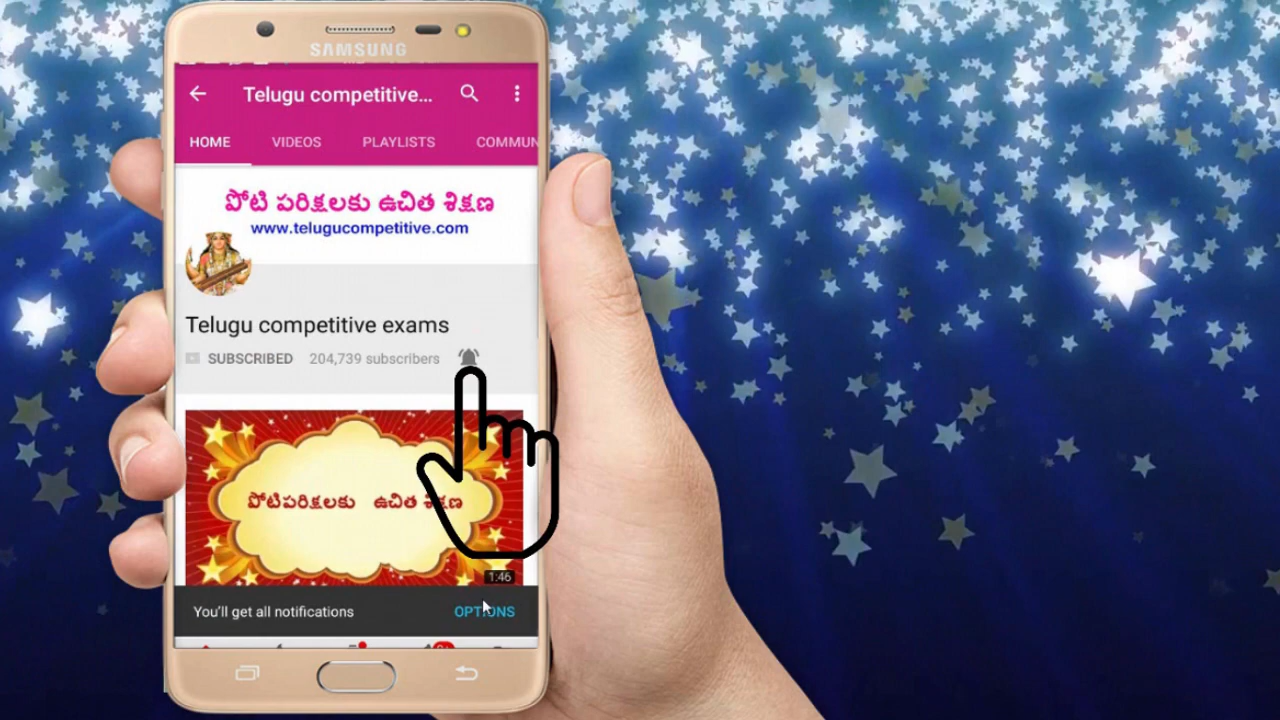 SAMSUNG
Telugu competitive...
HOME VIDEOS PLAYLISTS COMMUN
పోటి పరిక్షలకు ఉచిత శిక్షణ
www.telugucompetitive.com
Telugu competitive exams
SUBSCRIBED 204,739 subscribers
పోటిపరిక్షలకు ఉచిత శిక్షణ
1:46
You'll get all notifications OPTIONS